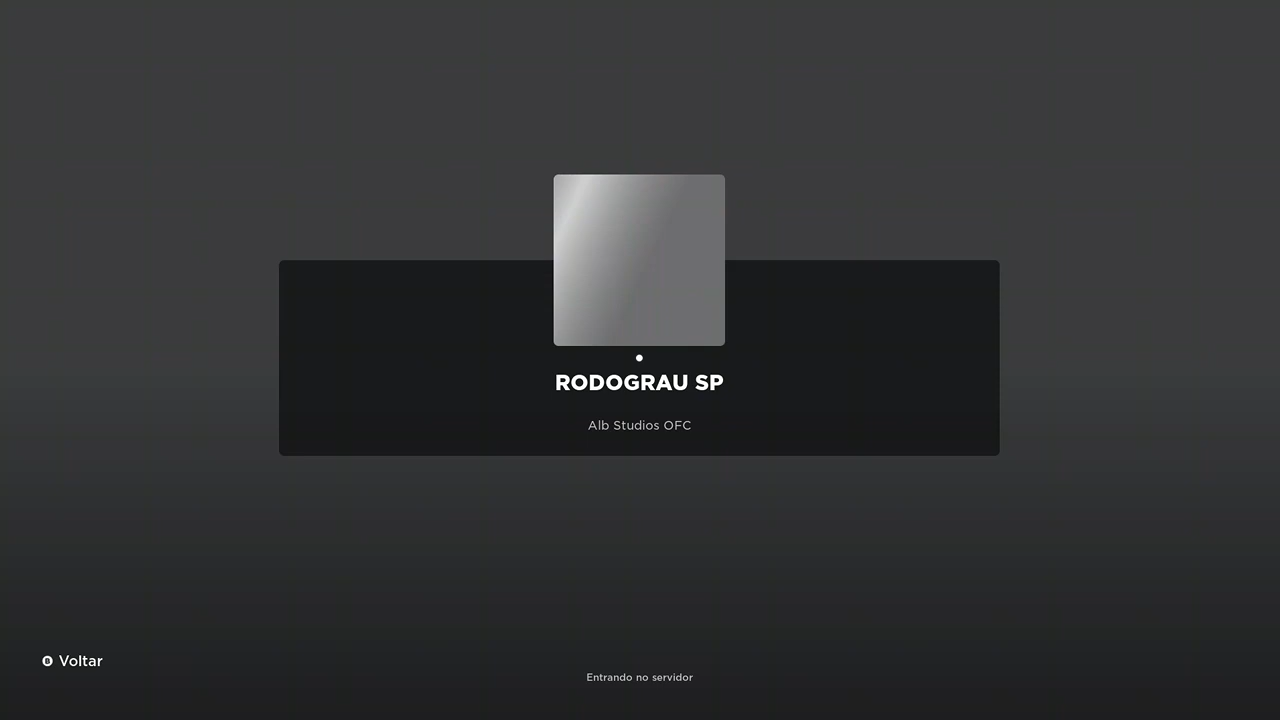 RODOGRAU SP
Alb Studios OFC
B Voltar
Entrando no servidor